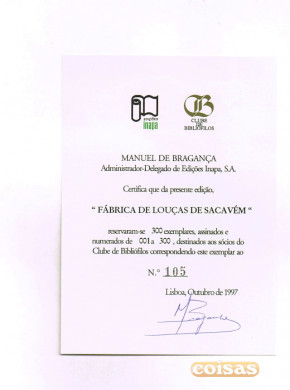 edições
inapa
B
CLUBE
DE
BIBLIÓFILOS
MANUEL DE BRAGANÇA
Administrador-Delegado de Edições Inapa, S.A.
Certifica que da presente edição,
“ FÁBRICA DE LOUÇAS DE SACAVÉM “
reservaram-se 300 exemplares, assinados e
numerados de 001 a 300, destinados aos sócios do
Clube de Bibliófilos correspondendo este exemplar ao
N.º 105
Lisboa, Outubro de 1997
coisas